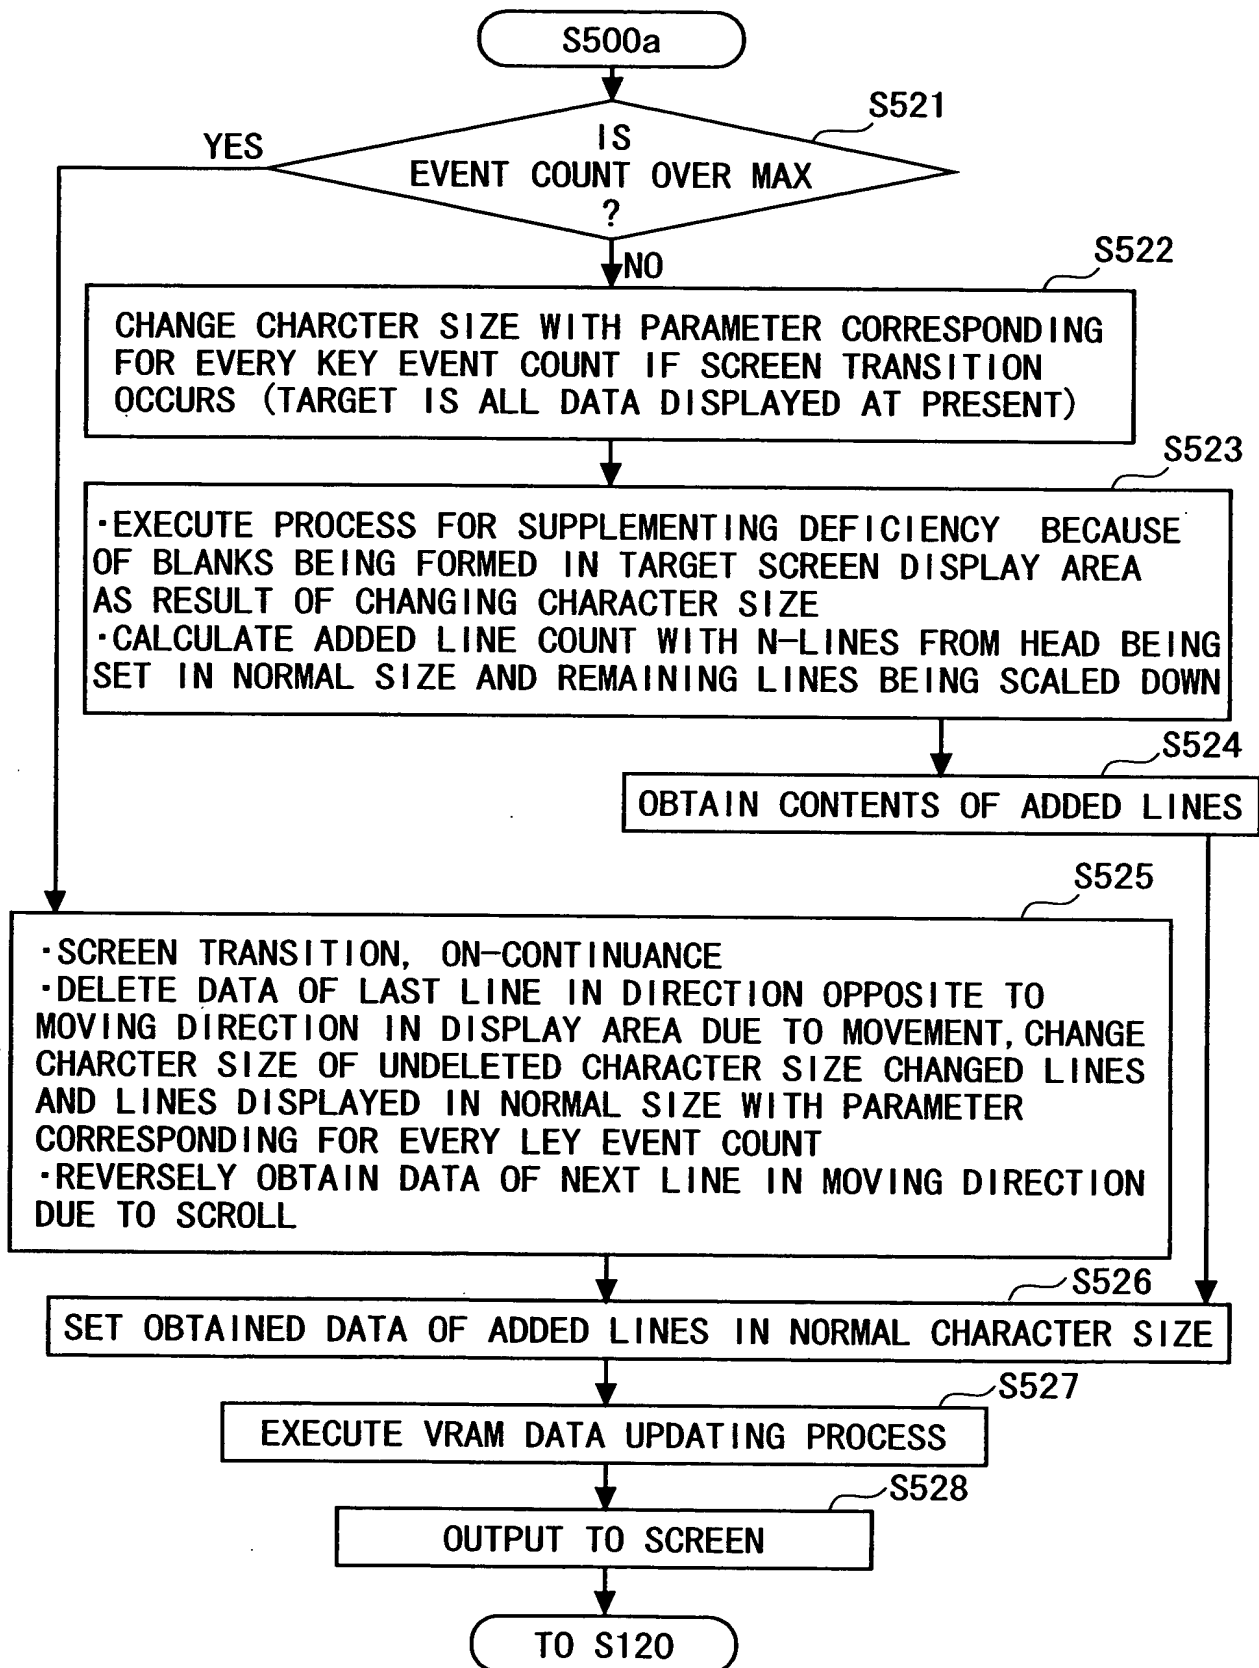 S500a
S521
YES
IS
EVENT COUNT OVER MAX
?
NO
S522
CHANGE CHARCTER SIZE WITH PARAMETER CORRESPONDING
FOR EVERY KEY EVENT COUNT IF SCREEN TRANSITION
OCCURS (TARGET IS ALL DATA DISPLAYED AT PRESENT)
S523
·EXECUTE PROCESS FOR SUPPLEMENTING DEFICIENCY BECAUSE
OF BLANKS BEING FORMED IN TARGET SCREEN DISPLAY AREA
AS RESULT OF CHANGING CHARACTER SIZE
·CALCULATE ADDED LINE COUNT WITH N-LINES FROM HEAD BEING
SET IN NORMAL SIZE AND REMAINING LINES BEING SCALED DOWN
S524
OBTAIN CONTENTS OF ADDED LINES
S525
·SCREEN TRANSITION, ON-CONTINUANCE
·DELETE DATA OF LAST LINE IN DIRECTION OPPOSITE TO
MOVING DIRECTION IN DISPLAY AREA DUE TO MOVEMENT, CHANGE
CHARCTER SIZE OF UNDELETED CHARACTER SIZE CHANGED LINES
AND LINES DISPLAYED IN NORMAL SIZE WITH PARAMETER
CORRESPONDING FOR EVERY LEY EVENT COUNT
·REVERSELY OBTAIN DATA OF NEXT LINE IN MOVING DIRECTION
DUE TO SCROLL
S526
SET OBTAINED DATA OF ADDED LINES IN NORMAL CHARACTER SIZE
S527
EXECUTE VRAM DATA UPDATING PROCESS
S528
OUTPUT TO SCREEN
TO S120